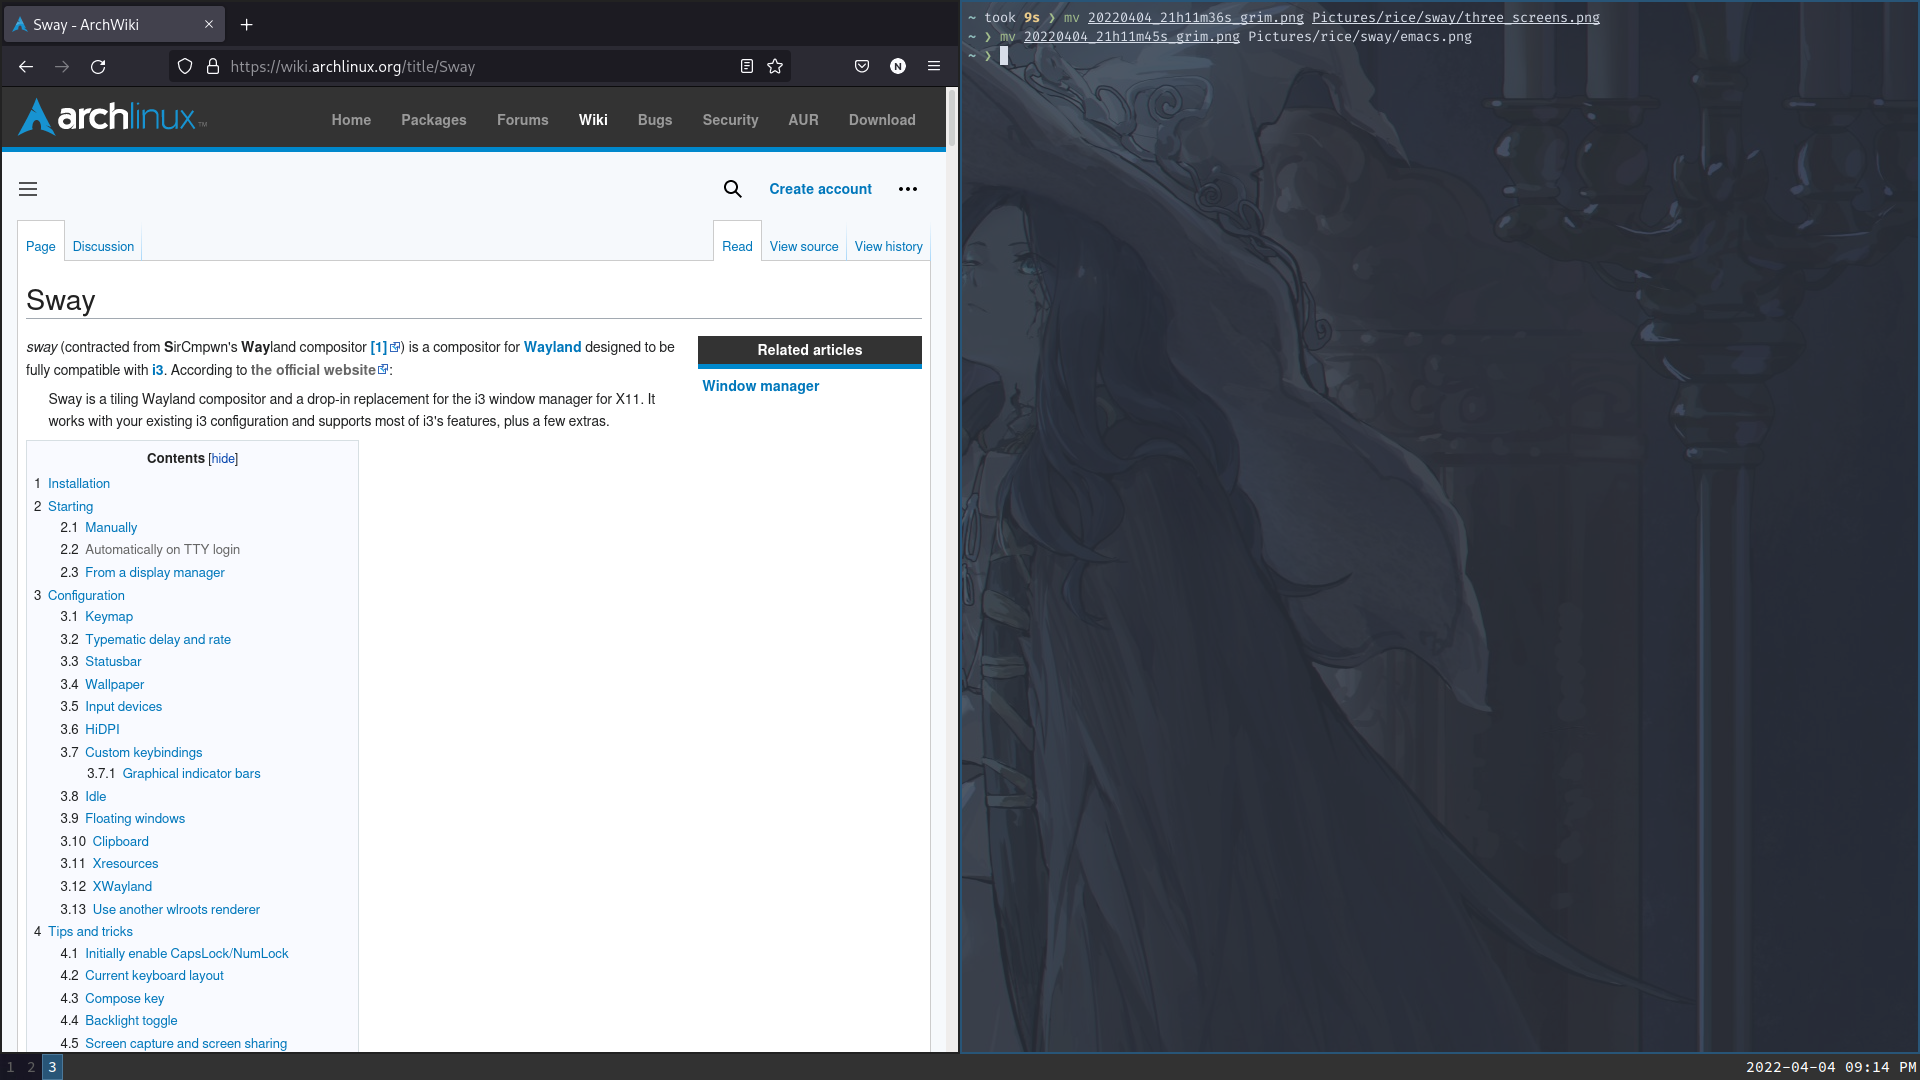 Sway - ArchWiki
https://wiki.archlinux.org/title/Sway
N
archlinux™
Home Packages Forums Wiki Bugs Security AUR Download
Create account
Page Discussion Read View source View history
Sway
sway (contracted from SirCmpwn's Wayland compositor [1]) is a compositor for Wayland designed to be
fully compatible with i3. According to the official website:
Related articles
Window manager
Sway is a tiling Wayland compositor and a drop-in replacement for the i3 window manager for X11. It
works with your existing i3 configuration and supports most of i3's features, plus a few extras.
Contents [hide]
1 Installation
2 Starting
2.1 Manually
2.2 Automatically on TTY login
2.3 From a display manager
3 Configuration
3.1 Keymap
3.2 Typematic delay and rate
3.3 Statusbar
3.4 Wallpaper
3.5 Input devices
3.6 HiDPI
3.7 Custom keybindings
3.7.1 Graphical indicator bars
3.8 Idle
3.9 Floating windows
3.10 Clipboard
3.11 Xresources
3.12 XWayland
3.13 Use another wlroots renderer
4 Tips and tricks
4.1 Initially enable CapsLock/NumLock
4.2 Current keyboard layout
4.3 Compose key
4.4 Backlight toggle
4.5 Screen capture and screen sharing
~ took 9s ❯ mv 20220404_21h11m36s_grim.png Pictures/rice/sway/three_screens.png
~ ❯ mv 20220404_21h11m45s_grim.png Pictures/rice/sway/emacs.png
~ ❯
1 2 3
2022-04-04 09:14 PM